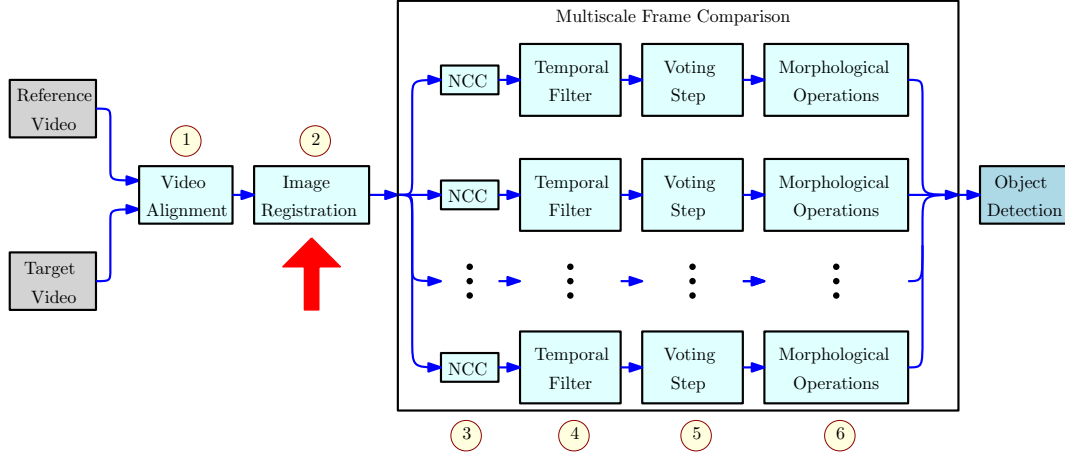 Multiscale Frame Comparison
Reference
Video
Target
Video
1
Video
Alignment
2
Image
Registration
NCC
Temporal
Filter
Voting
Step
Morphological
Operations
NCC
Temporal
Filter
Voting
Step
Morphological
Operations
NCC
Temporal
Filter
Voting
Step
Morphological
Operations
3
4
5
6
Object
Detection